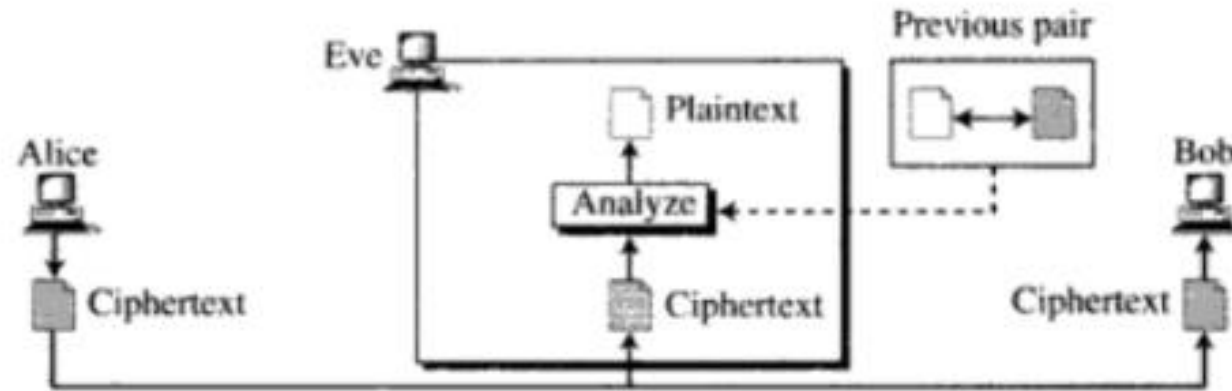 Previous pair
Eve
Plaintext
Alice
Bob
Analyze
Ciphertext
Ciphertext
Ciphertext